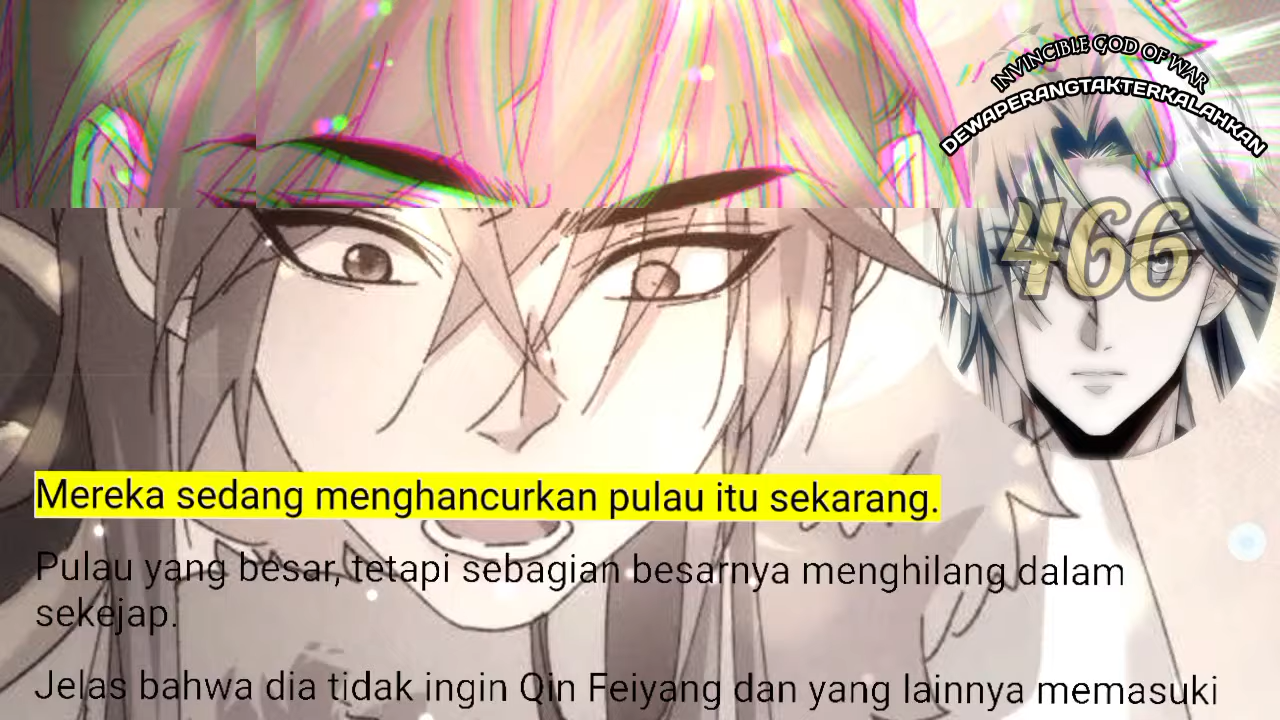 INVINCIBLE GOD OF WAR
DEWAPERANGTAKTERKALAHKAN
466
Mereka sedang menghancurkan pulau itu sekarang.
Pulau yang besar, tetapi sebagian besarnya menghilang dalam
sekejap.
Jelas bahwa dia tidak ingin Qin Feiyang dan yang lainnya memasuki